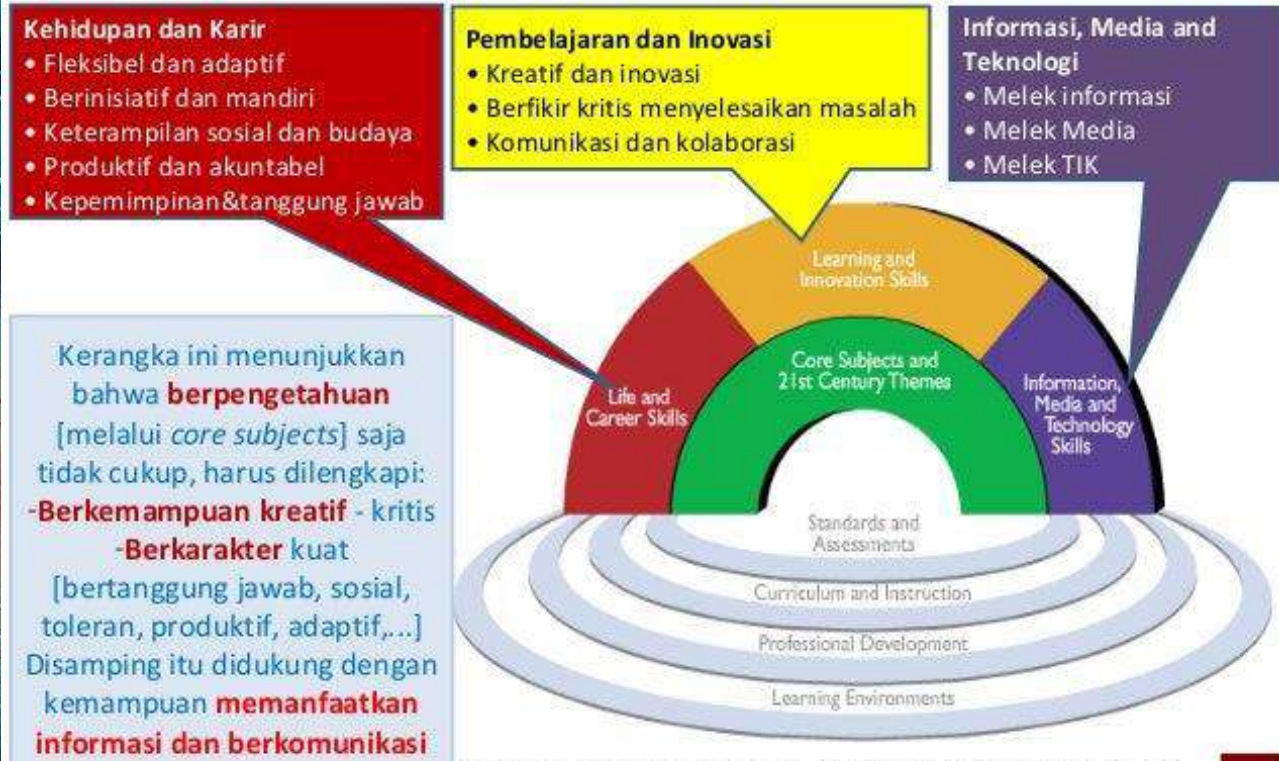 Kehidupan dan Karir
• Fleksibel dan adaptif
• Berinisiatif dan mandiri
• Keterampilan sosial dan budaya
• Produktif dan akuntabel
• Kepemimpinan&tanggung jawab
Pembelajaran dan Inovasi
• Kreatif dan inovasi
• Berfikir kritis menyelesaikan masalah
• Komunikasi dan kolaborasi
Informasi, Media and
Teknologi
• Melek informasi
• Melek Media
• Melek TIK
Learning and
Innovation Skills
Core Subjects and
21st Century Themes
Life and
Career Skills
Information,
Media and
Technology
Skills
Standards and
Assessments
Curriculum and Instruction
Professional Development
Learning Environments
Kerangka ini menunjukkan
bahwa berpengetahuan
[melalui core subjects] saja
tidak cukup, harus dilengkapi:
-Berkemampuan kreatif - kritis
-Berkarakter kuat
[bertanggung jawab, sosial,
toleran, produktif, adaptif,...]
Disamping itu didukung dengan
kemampuan memanfaatkan
informasi dan berkomunikasi